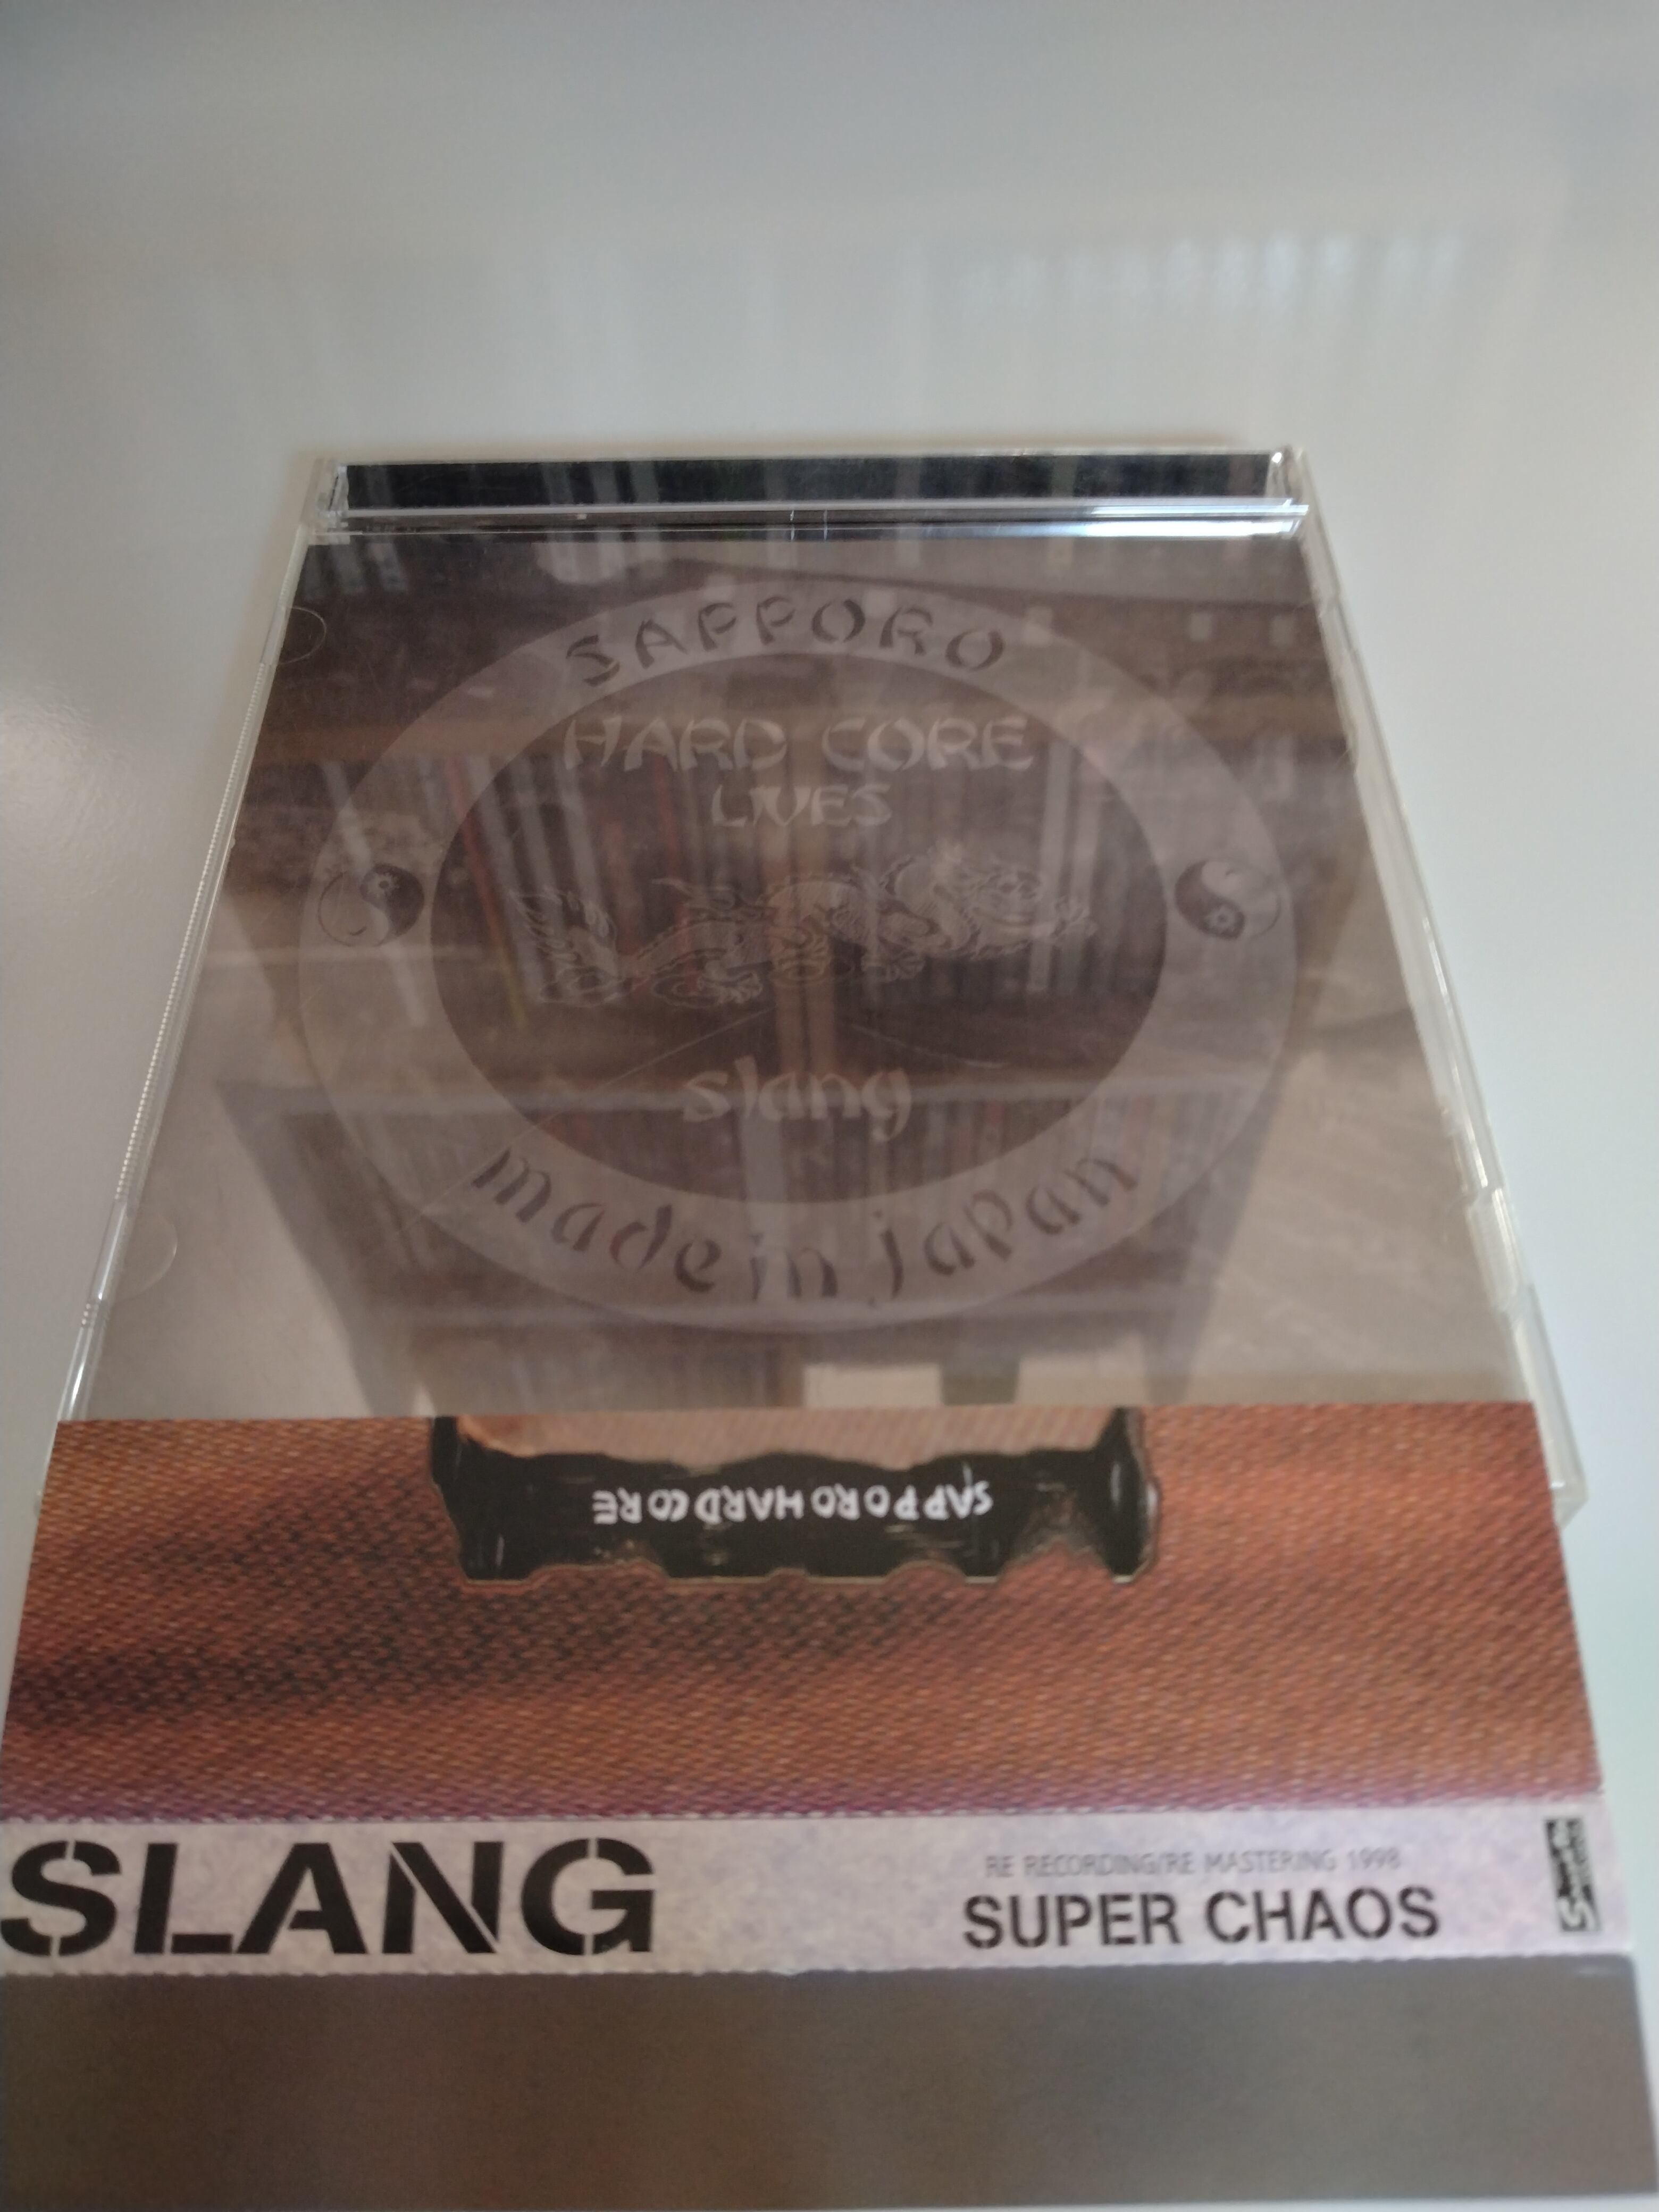 SAPPORO
HARD CORE
LIVES
slang
made in japan
SAPPORO HARD CORE
SLANG
RE RECORDING/RE MASTERING 1998
SUPER CHAOS